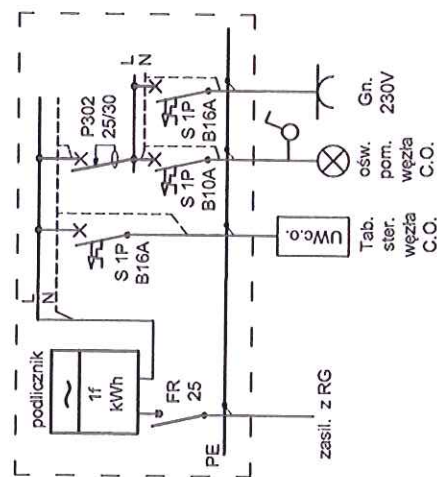 podlicznik
~
1f
kWh
FR
25
PE
zasil. z RG
L
N
S 1P
B16A
UWc.o.
Tab.
ster.
węzła
C.O.
P302
25/30
L
N
S 1P
B10A
ośw.
pom.
węzła
C.O.
S 1P
B16A
Gn.
230V